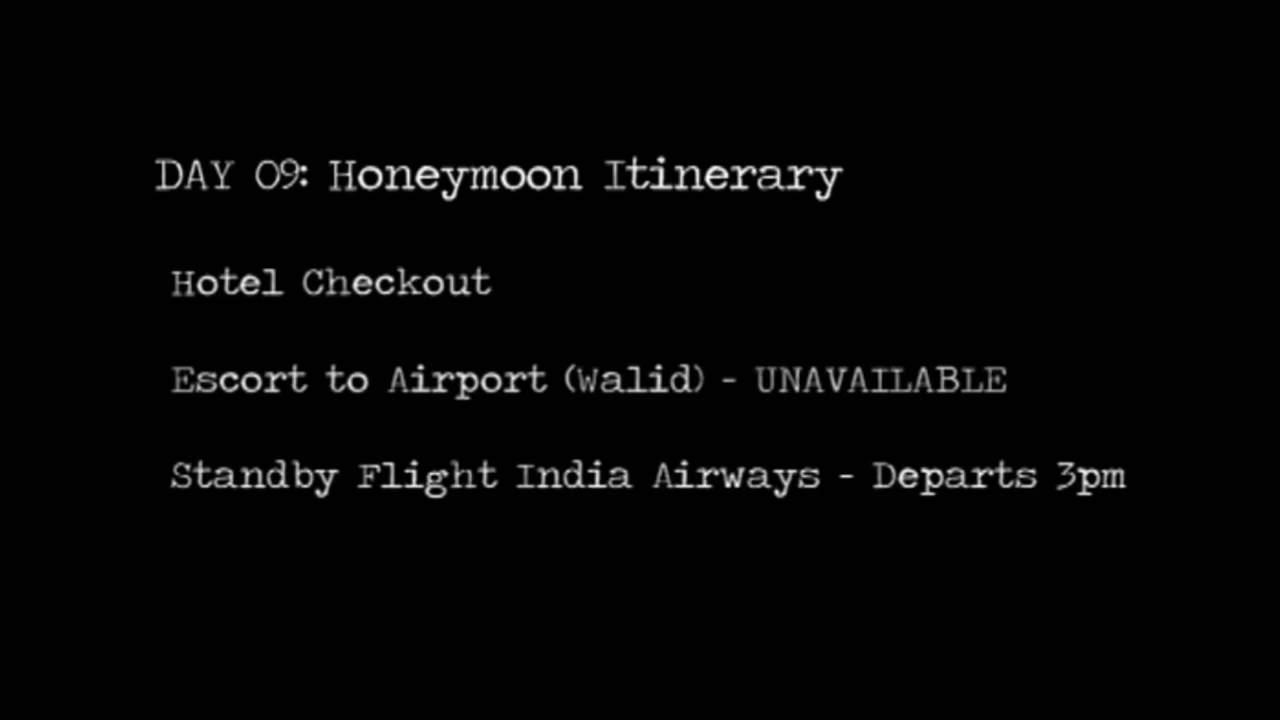 DAY 09: Honeymoon Itinerary
Hotel Checkout
Escort to Airport (Walid) - UNAVAILABLE
Standby Flight India Airways - Departs 3pm